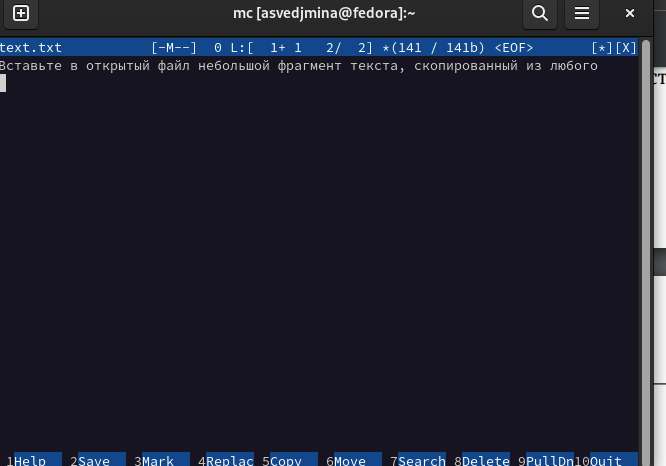 mc [asvedjmina@fedora]:~
text.txt [-M--] 0 L:[ 1+ 1 2/ 2] *(141 / 141b) <EOF> [*][X]
Вставьте в открытый файл небольшой фрагмент текста, скопированный из любого
1Help 2Save 3Mark 4Replac 5Copy 6Move 7Search 8Delete 9PullDn 10Quit